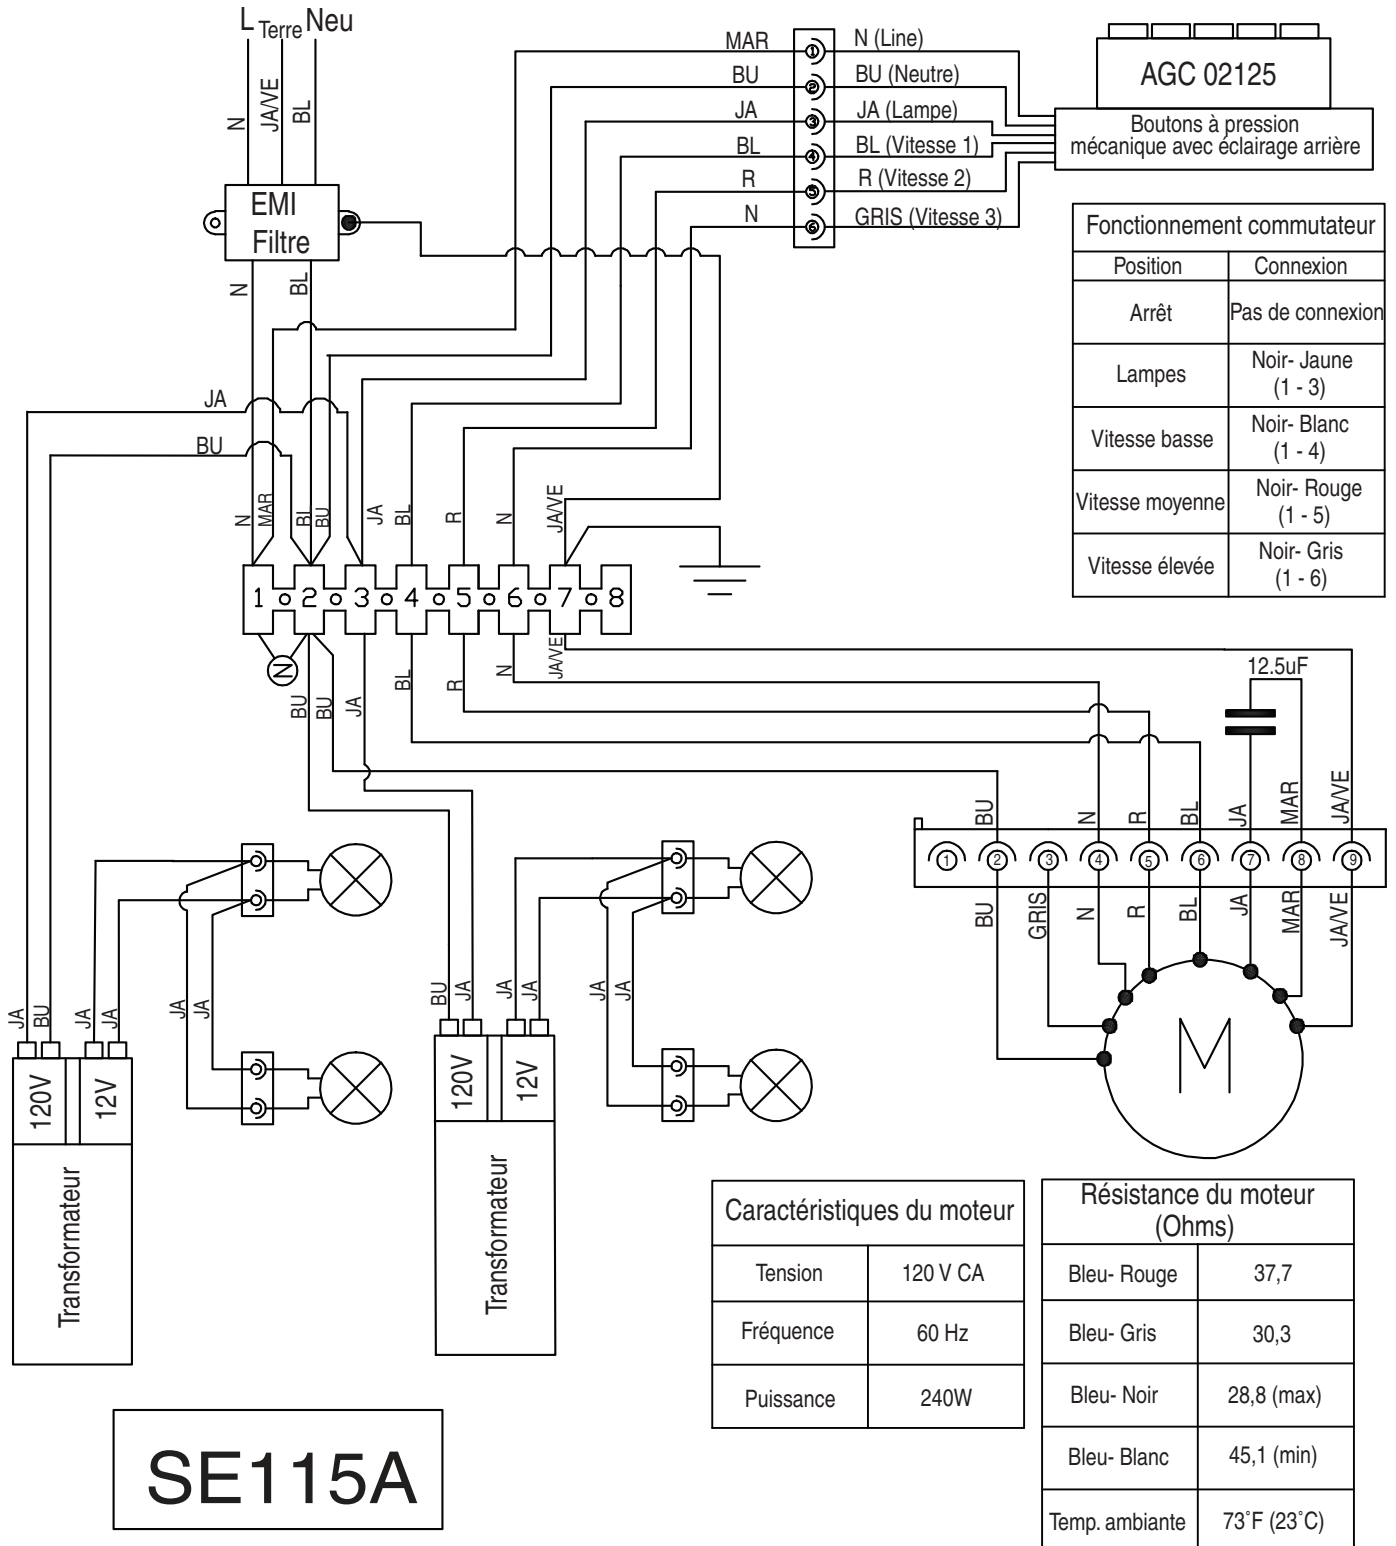 L Terre Neu
N
JA/VE
BL
EMI
Filtre
N
BL
MAR
BU
JA
BL
R
N
1
2
3
4
5
6
N (Line)
BU (Neutre)
JA (Lampe)
BL (Vitesse 1)
R (Vitesse 2)
GRIS (Vitesse 3)
AGC 02125
Boutons à pression
mécanique avec éclairage arrière
Fonctionnement commutateur
Position Connexion
Arrêt Pas de connexion
Lampes Noir- Jaune
(1 - 3)
Vitesse basse Noir- Blanc
(1 - 4)
Vitesse moyenne Noir- Rouge
(1 - 5)
Vitesse élevée Noir- Gris
(1 - 6)
JA
BU
N
MAR
BL
BU
JA
BL
R
N
JA/VE
1 2 3 4 5 6 7 8
N
BU
BU
JA
BL
R
N
JA/VE
12.5uF
BU
N
R
BL
JA
MAR
JA/VE
1 2 3 4 5 6 7 8 9
BU
GRIS
N
R
BL
JA
MAR
JA/VE
M
JA
BU
JA
JA
JA
JA
120V
12V
Transformateur
BU
JA
JA
JA
JA
JA
120V
12V
Transformateur
Caractéristiques du moteur
Tension 120 V CA
Fréquence 60 Hz
Puissance 240W
Résistance du moteur
(Ohms)
Bleu- Rouge 37,7
Bleu- Gris 30,3
Bleu- Noir 28,8 (max)
Bleu- Blanc 45,1 (min)
Temp. ambiante 73˚F (23˚C)
SE115A